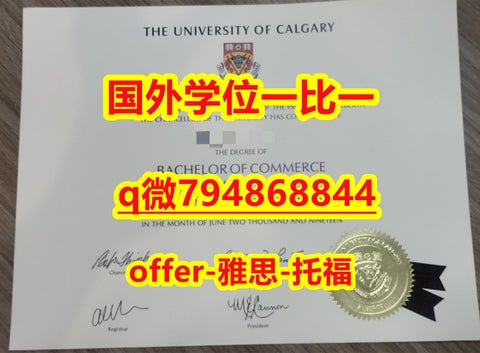 THE UNIVERSITY OF CALGARY
国外学位一比一
THE DEGREE OF
BACHELOR OF COMMERCE
q微794868844
IN THE MONTH OF JUNE TWO THOUSAND AND NINETEEN
offer-雅思-托福
Registrar
President